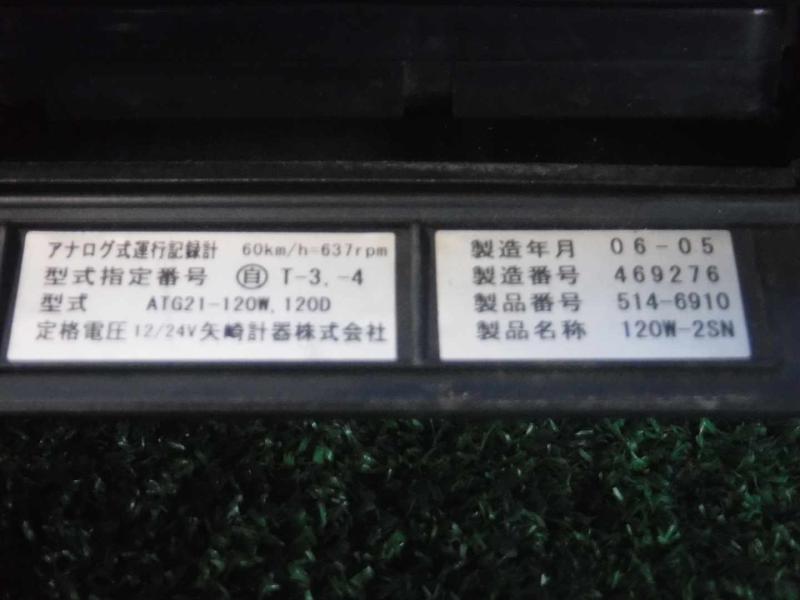 アナログ式運行記録計 60km/h=637rpm
型式指定番号 ㊀自 T-3, -4
型式 ATG21-120W, 120D
定格電圧 12/24V 矢崎計器株式会社
製造年月 06-05
製造番号 469276
製品番号 514-6910
製品名称 120W-2SN